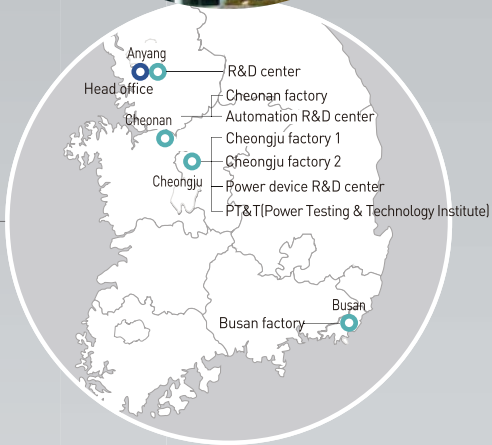 Anyang
R&D center
Head office
Cheonan factory
Automation R&D center
Cheonan
Cheongju factory 1
Cheongju factory 2
Cheongju
Power device R&D center
PT&T(Power Testing & Technology Institute)
Busan
Busan factory